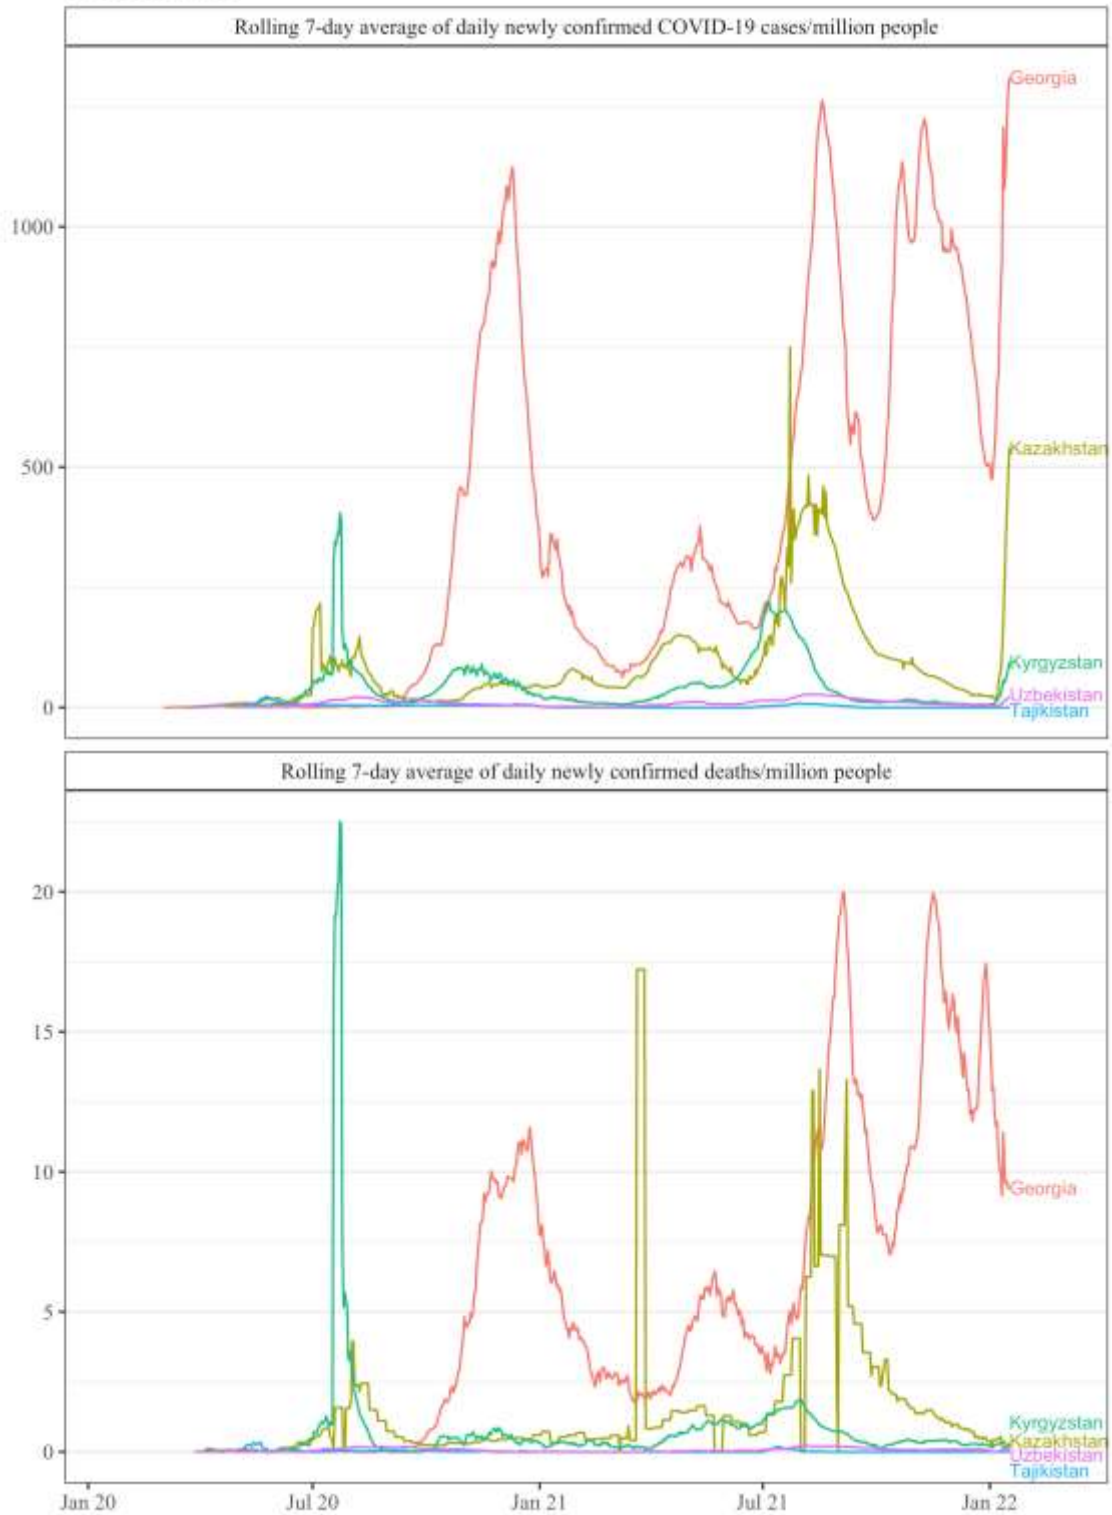 Rolling 7-day average of daily newly confirmed COVID-19 cases/million people
Georgia
1000
Kazakhstan
500
Kyrgyzstan
Uzbekistan
0
Tajikistan
Rolling 7-day average of daily newly confirmed deaths/million people
20
15
10
Georgia
5
Kyrgyzstan
Kazakhstan
0
Uzbekistan
Tajikistan
Jan 20 Jul 20 Jan 21 Jul 21 Jan 22